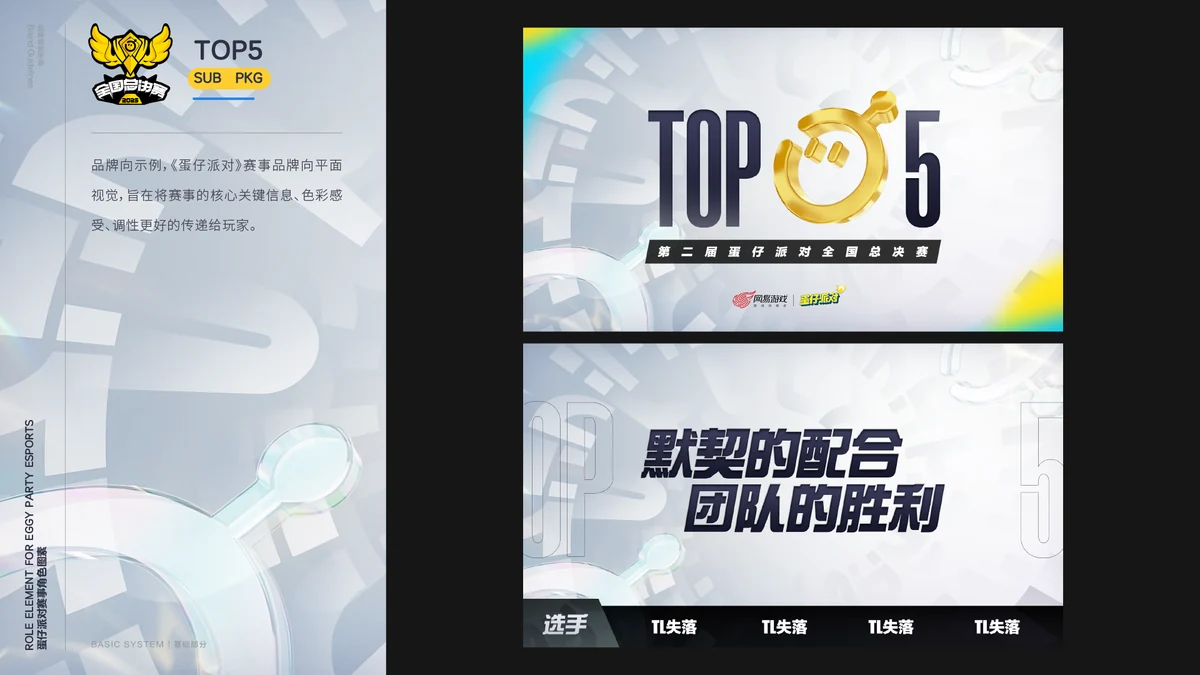 全国总决赛
2023
TOP5
SUB PKG
品牌向示例,《蛋仔派对》赛事品牌向平面
视觉,旨在将赛事的核心关键信息、色彩感
受、调性更好的传递给玩家。
ROLE ELEMENT FOR EGGY PARTY ESPORTS
蛋仔派对赛事角色图素
BASIC SYSTEM | 基础部分
TOP 5
第二届蛋仔派对全国总决赛
网易游戏
蛋仔派对
TOP 5
默契的配合
团队的胜利
选手
TL失落 TL失落 TL失落 TL失落